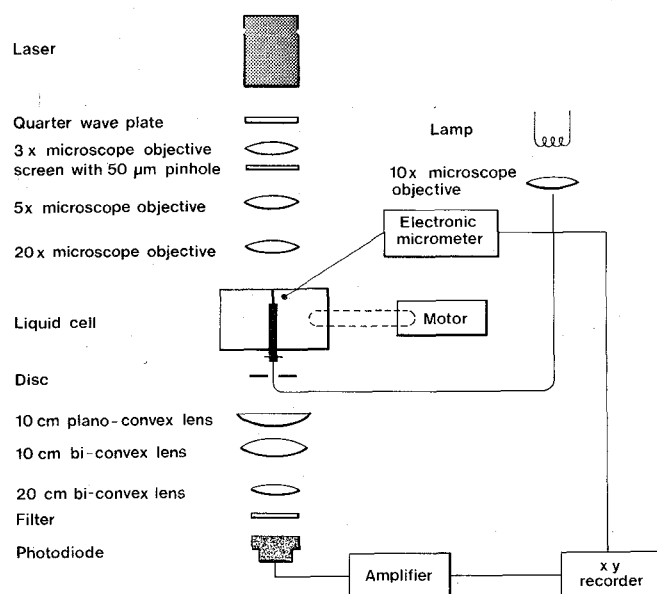 Laser
Quarter wave plate
3 x microscope objective
screen with 50 µm pinhole
5x microscope objective
20x microscope objective
Liquid cell
Disc
10 cm plano-convex lens
10 cm bi-convex lens
20 cm bi-convex lens
Filter
Photodiode
Lamp
10x microscope
objective
Electronic
micrometer
Motor
Amplifier
x y
recorder